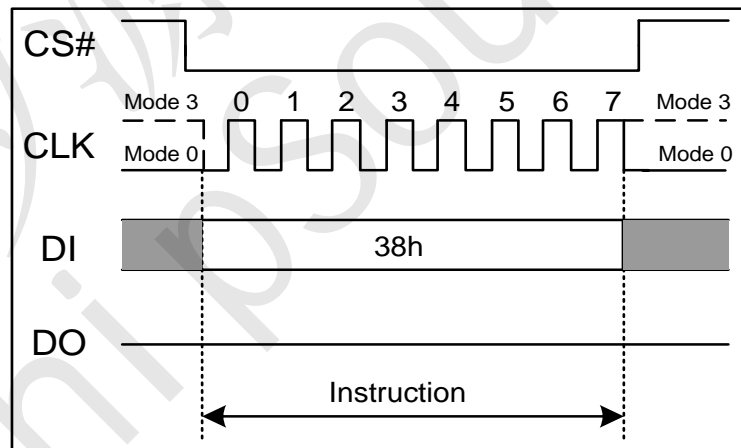 CS#
Mode 3 0 1 2 3 4 5 6 7 Mode 3
CLK
Mode 0 Mode 0
DI 38h
DO
Instruction